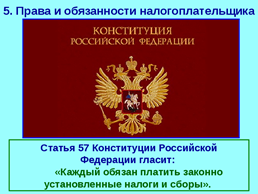 5. Права и обязанности налогоплательщика
КОНСТИТУЦИЯ
РОССИЙСКОЙ ФЕДЕРАЦИИ
Статья 57 Конституции Российской
Федерации гласит:
«Каждый обязан платить законно
установленные налоги и сборы».